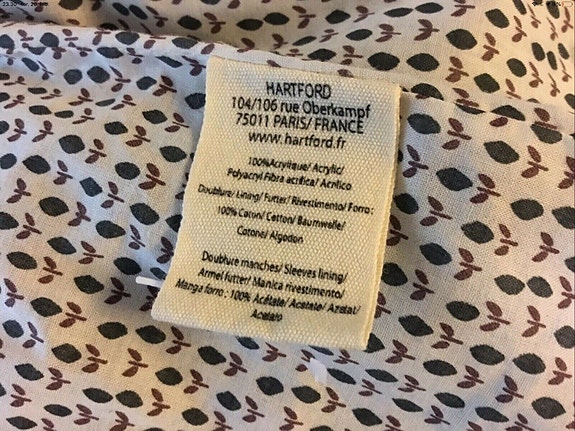 HARTFORD
104/106 rue Oberkampf
75011 PARIS/ FRANCE
www.hartford.fr
100%Acrylique/ Acrylic/
Polyacryl Fibra acrilica/ Acrilico
Doublure/ Lining/ Futter/ Rivestimento/ Forro:
100% Coton/ Cotton/ Baumwolle/
Cotone/ Algodon
Doublure manches/ Sleeves lining/
Armel futter/ Manica rivestimento/
Manga forro: 100% Acétate/ Acetate/ Azetat/
Acetato